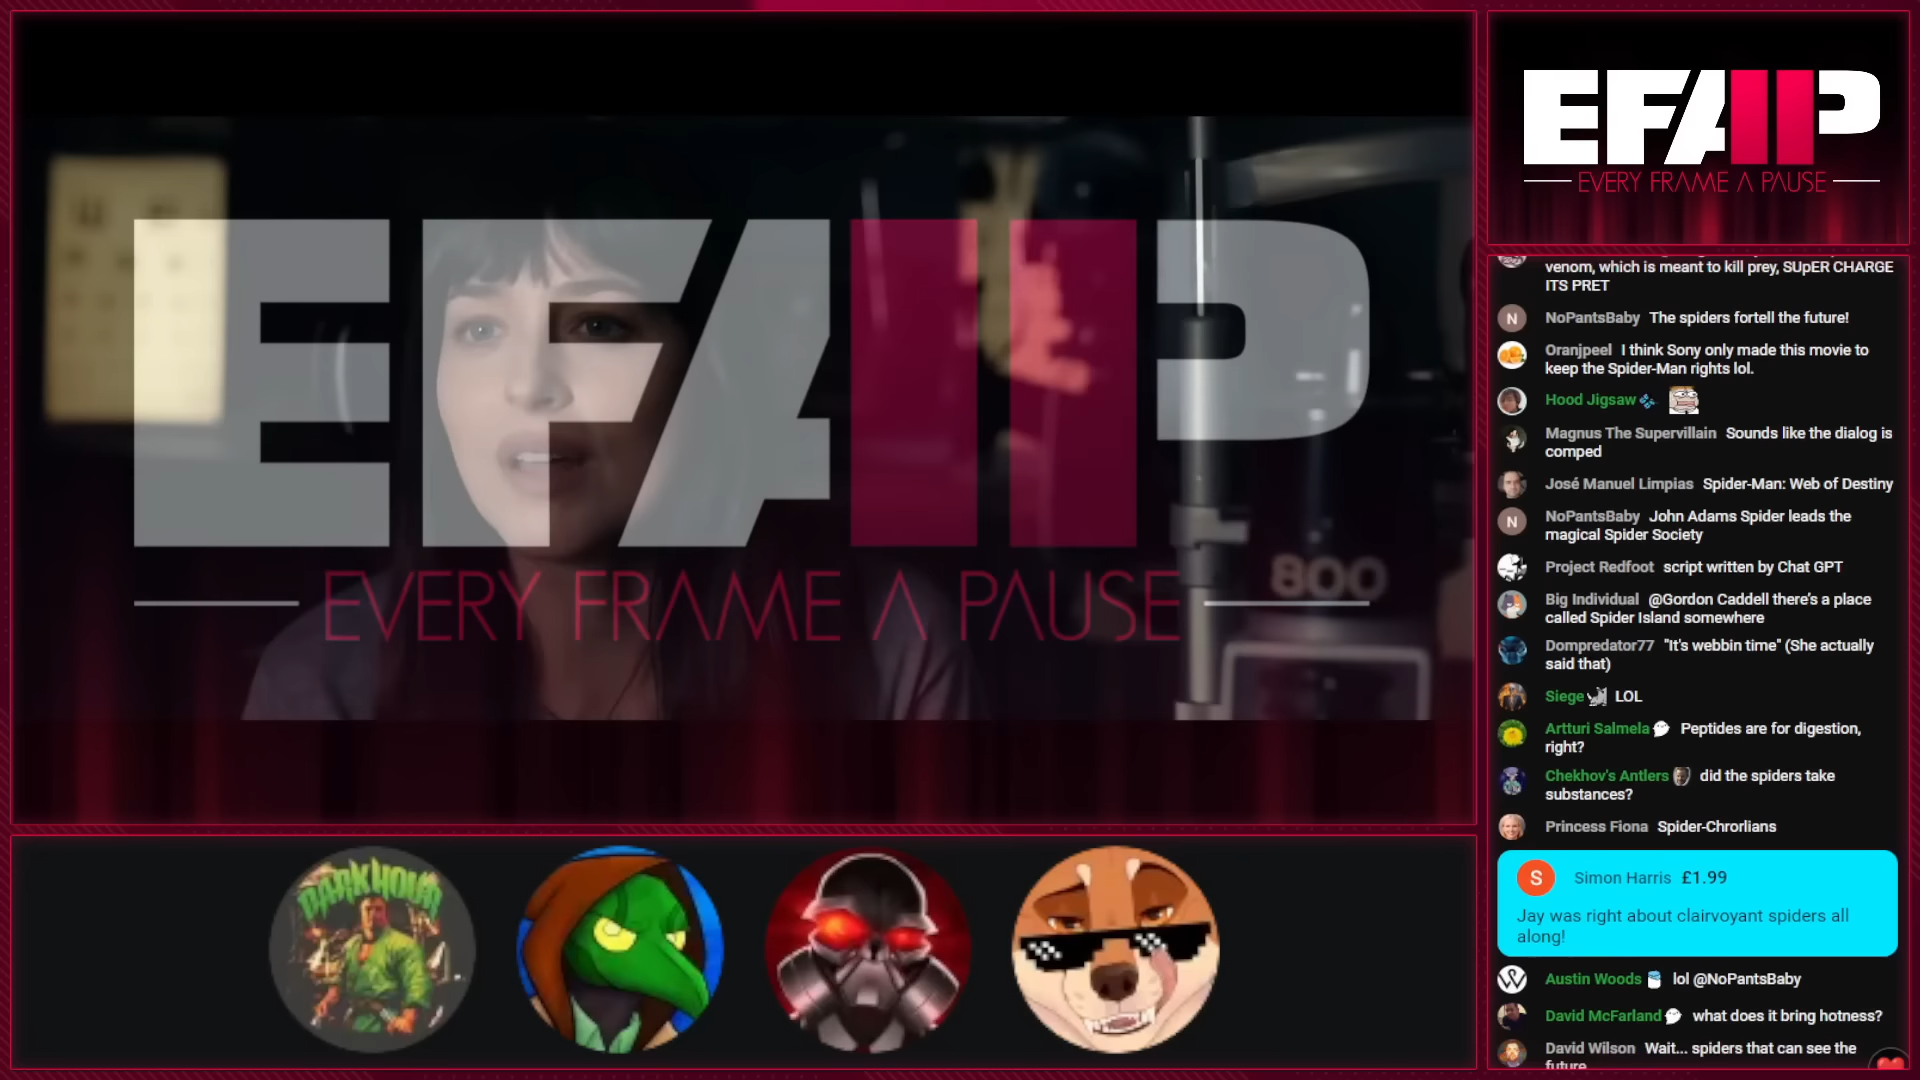 EFAP
EVERY FRAME A PAUSE
800
DARK HOUR
EFAP
EVERY FRAME A PAUSE
venom, which is meant to kill prey, SUpER CHARGE
ITS PRET
N NoPantsBaby The spiders fortell the future!
Oranjpeel I think Sony only made this movie to
keep the Spider-Man rights lol.
Hood Jigsaw
Magnus The Supervillain Sounds like the dialog is
comped
José Manuel Limpias Spider-Man: Web of Destiny
N NoPantsBaby John Adams Spider leads the
magical Spider Society
Project Redfoot script written by Chat GPT
Big Individual @Gordon Caddell there's a place
called Spider Island somewhere
Dompredator77 "It's webbin time" (She actually
said that)
Siege LOL
Artturi Salmela Peptides are for digestion,
right?
Chekhov's Antlers did the spiders take
substances?
Princess Fiona Spider-Chrorlians
S Simon Harris £1.99
Jay was right about clairvoyant spiders all
along!
Austin Woods lol @NoPantsBaby
David McFarland what does it bring hotness?
David Wilson Wait... spiders that can see the
future